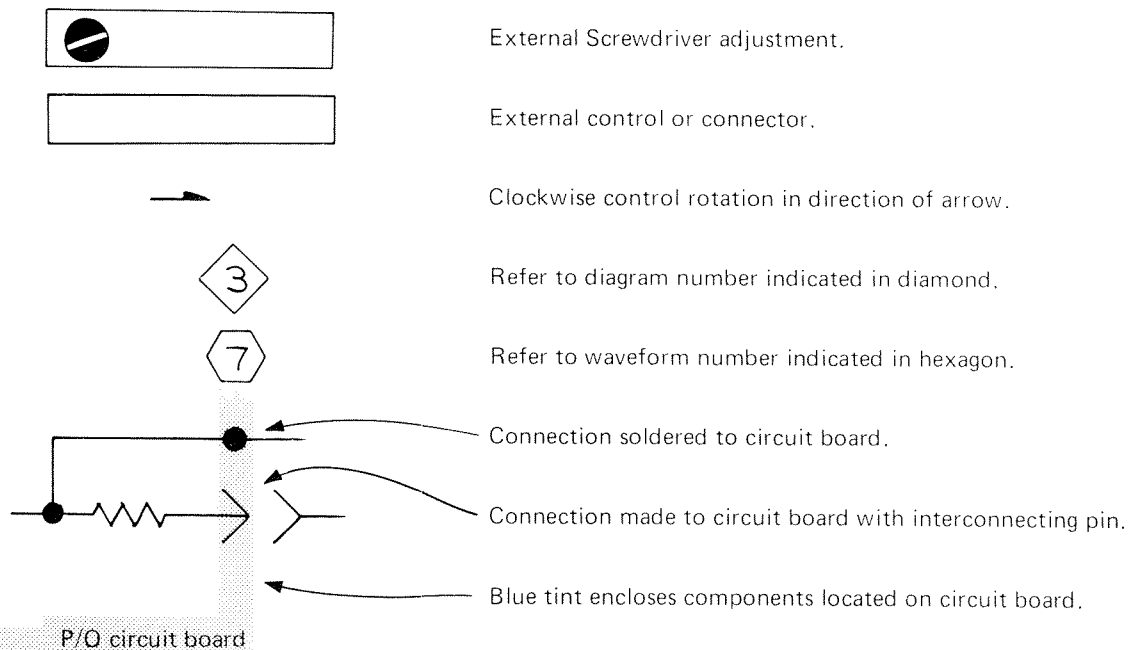 External Screwdriver adjustment.
External control or connector.
Clockwise control rotation in direction of arrow.
3
Refer to diagram number indicated in diamond.
7
Refer to waveform number indicated in hexagon.
Connection soldered to circuit board.
Connection made to circuit board with interconnecting pin.
Blue tint encloses components located on circuit board.
P/O circuit board